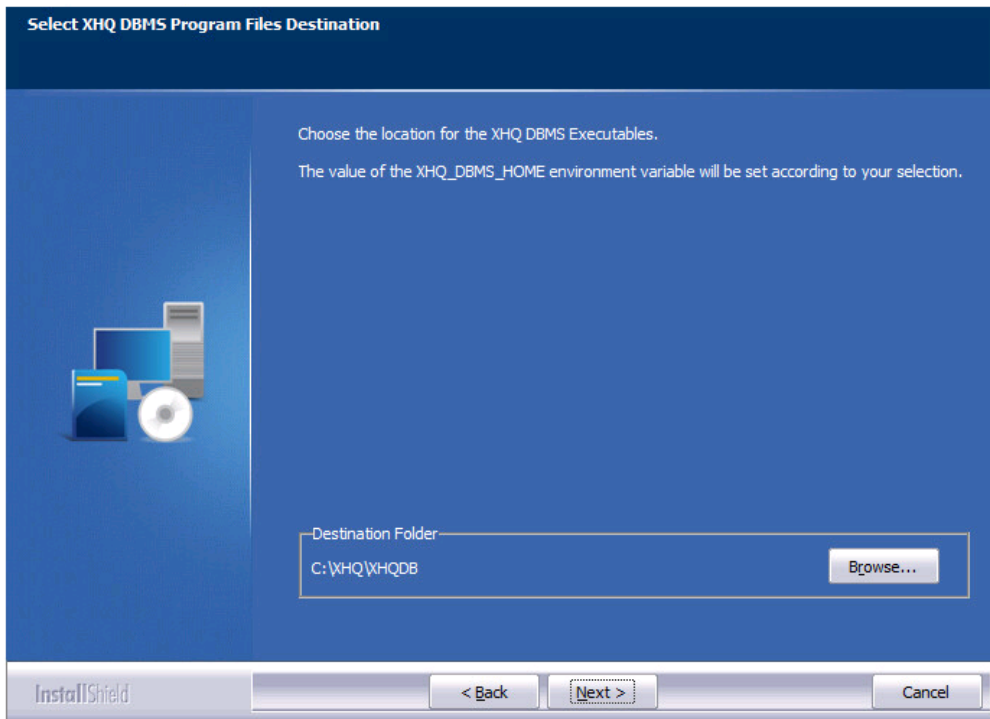 Select XHQ DBMS Program Files Destination
Choose the location for the XHQ DBMS Executables.
The value of the XHQ_DBMS_HOME environment variable will be set according to your selection.
Destination Folder
C:\XHQ\XHQDB
Browse...
InstallShield
< Back
Next >
Cancel